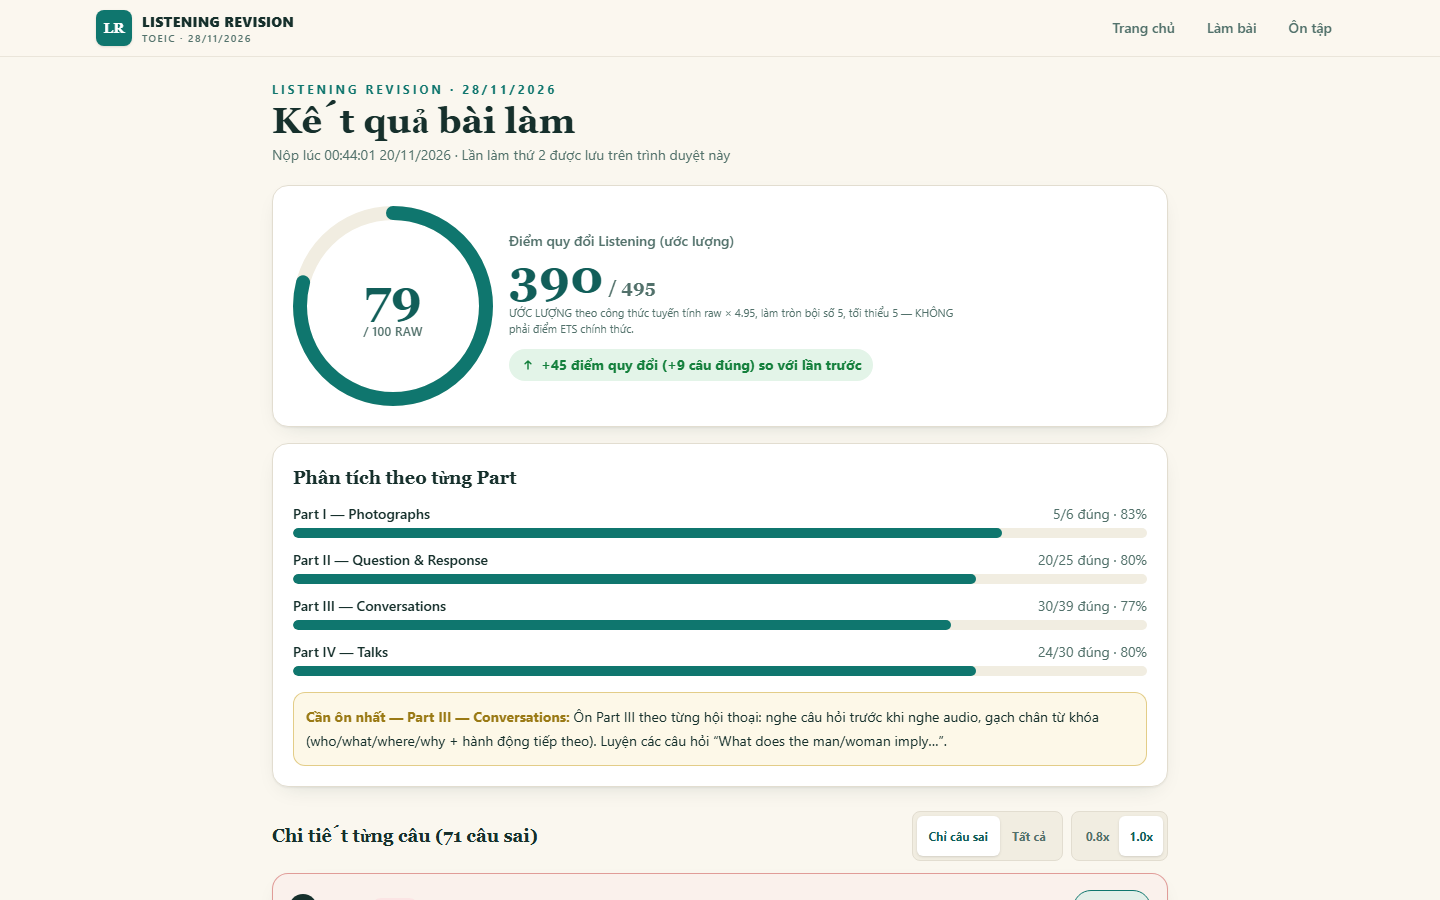 LR
LISTENING REVISION
TOEIC · 28/11/2026
Trang chủ
Làm bài
Ôn tập
LISTENING REVISION · 28/11/2026
Kết quả bài làm
Nộp lúc 00:44:01 20/11/2026 · Lần làm thứ 2 được lưu trên trình duyệt này
79
/ 100 RAW
Điểm quy đổi Listening (ước lượng)
390 / 495
ƯỚC LƯỢNG theo công thức tuyến tính raw × 4.95, làm tròn bội số 5, tối thiểu 5 — KHÔNG
phải điểm ETS chính thức.
↑ +45 điểm quy đổi (+9 câu đúng) so với lần trước
Phân tích theo từng Part
Part I — Photographs
5/6 đúng · 83%
Part II — Question & Response
20/25 đúng · 80%
Part III — Conversations
30/39 đúng · 77%
Part IV — Talks
24/30 đúng · 80%
Cần ôn nhất — Part III — Conversations: Ôn Part III theo từng hội thoại: nghe câu hỏi trước khi nghe audio, gạch chân từ khóa
(who/what/where/why + hành động tiếp theo). Luyện các câu hỏi “What does the man/woman imply…”.
Chi tiết từng câu (71 câu sai)
Chỉ câu sai
Tất cả
0.8x
1.0x